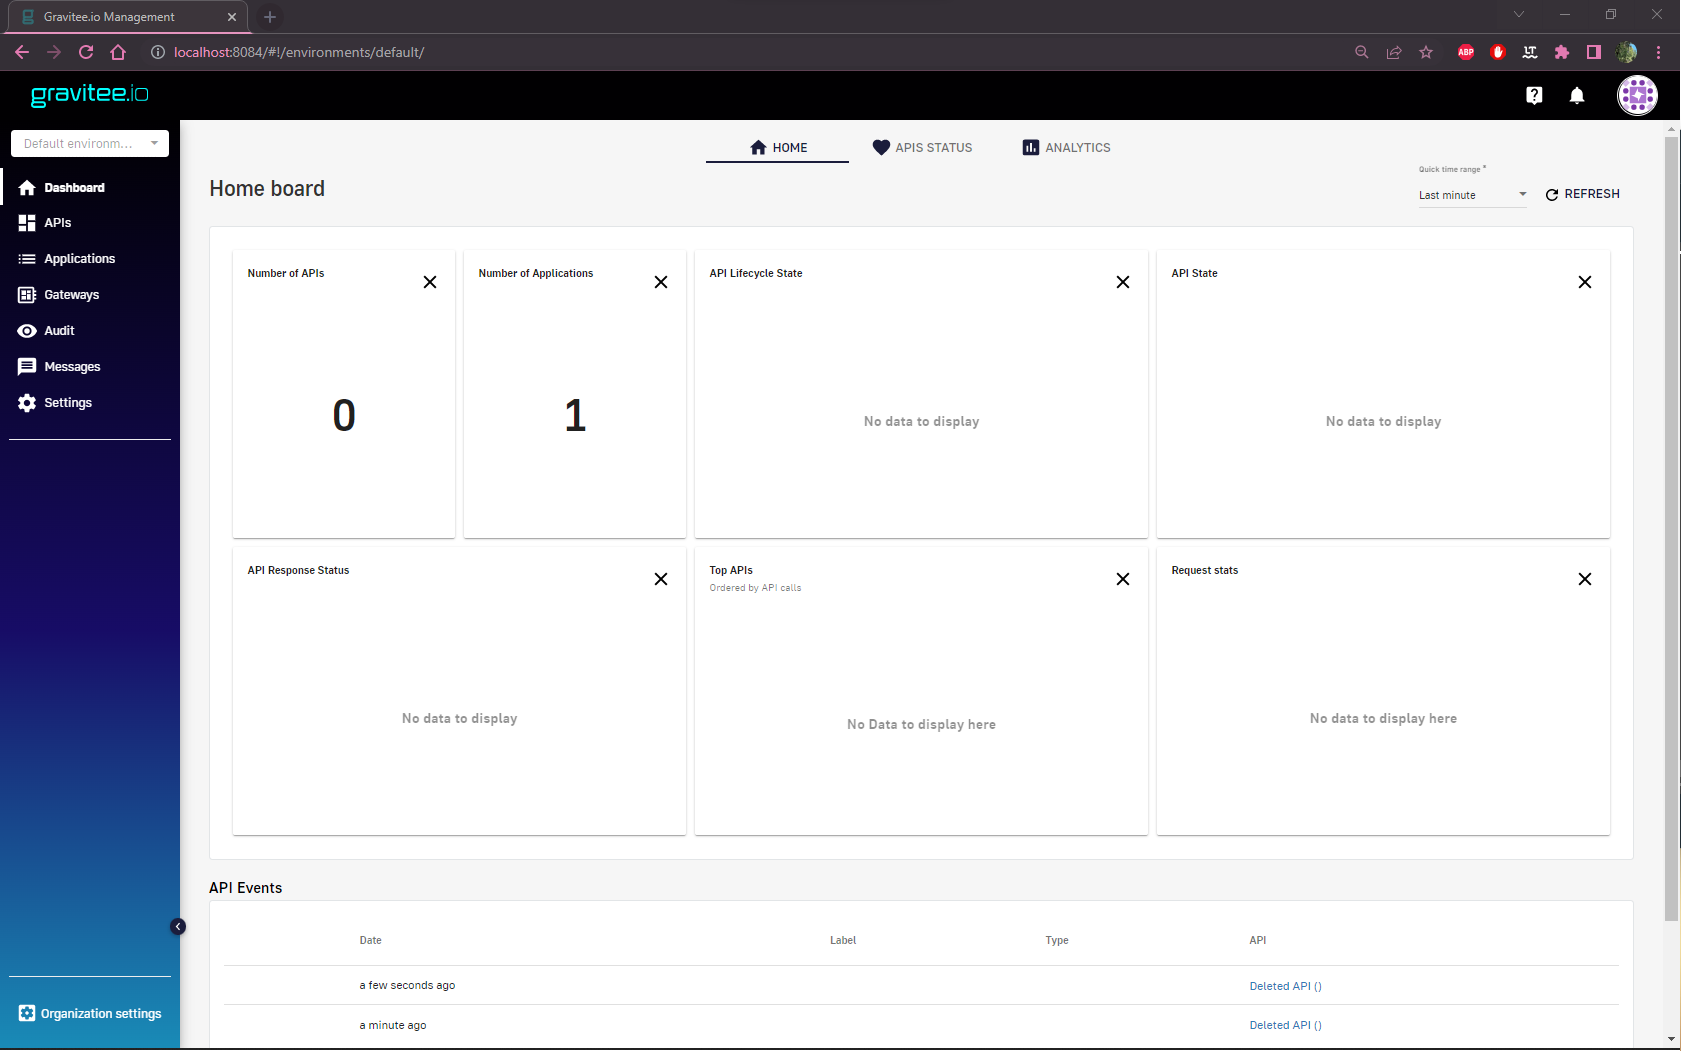 Gravitee.io Management
localhost:8084/#!/environments/default/
ABP
LT
gravitee.io
Default environm...
HOME
APIS STATUS
ANALYTICS
Home board
Quick time range *
Last minute
REFRESH
Dashboard
APIs
Applications
Gateways
Audit
Messages
Settings
Organization settings
Number of APIs
0
Number of Applications
1
API Lifecycle State
No data to display
API State
No data to display
API Response Status
No data to display
Top APIs
Ordered by API calls
No Data to display here
Request stats
No data to display here
API Events
Date Label Type API
a few seconds ago Deleted API ()
a minute ago Deleted API ()